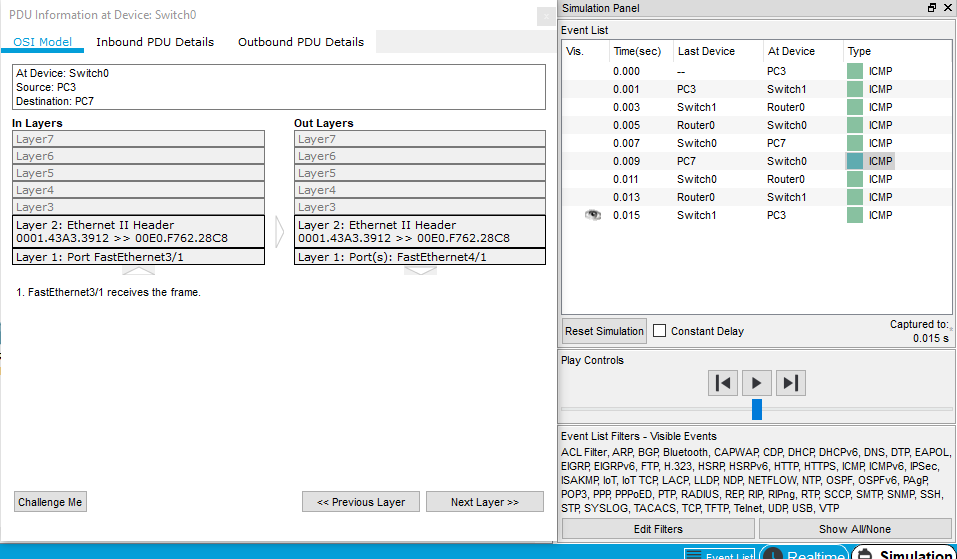 PDU Information at Device: Switch0
OSI Model Inbound PDU Details Outbound PDU Details
At Device: Switch0
Source: PC3
Destination: PC7
In Layers Out Layers
Layer7 Layer7
Layer6 Layer6
Layer5 Layer5
Layer4 Layer4
Layer3 Layer3
Layer 2: Ethernet II Header
0001.43A3.3912 >> 00E0.F762.28C8
Layer 2: Ethernet II Header
0001.43A3.3912 >> 00E0.F762.28C8
Layer 1: Port FastEthernet3/1 Layer 1: Port(s): FastEthernet4/1
1. FastEthernet3/1 receives the frame.
Challenge Me << Previous Layer Next Layer >>
Simulation Panel
Event List
Vis. Time(sec) Last Device At Device Type
0.000 -- PC3 ICMP
0.001 PC3 Switch1 ICMP
0.003 Switch1 Router0 ICMP
0.005 Router0 Switch0 ICMP
0.007 Switch0 PC7 ICMP
0.009 PC7 Switch0 ICMP
0.011 Switch0 Router0 ICMP
0.013 Router0 Switch1 ICMP
0.015 Switch1 PC3 ICMP
Reset Simulation Constant Delay
Captured to:
0.015 s
Play Controls
Event List Filters - Visible Events
ACL Filter, ARP, BGP, Bluetooth, CAPWAP, CDP, DHCP, DHCPv6, DNS, DTP, EAPOL,
EIGRP, EIGRPv6, FTP, H.323, HSRP, HSRPv6, HTTP, HTTPS, ICMP, ICMPv6, IPSec,
ISAKMP, IoT, IoT TCP, LACP, LLDP, NDP, NETFLOW, NTP, OSPF, OSPFv6, PAgP,
POP3, PPP, PPPoED, PTP, RADIUS, REP, RIP, RIPng, RTP, SCCP, SMTP, SNMP, SSH,
STP, SYSLOG, TACACS, TCP, TFTP, Telnet, UDP, USB, VTP
Edit Filters Show All/None
Event List Realtime Simulation